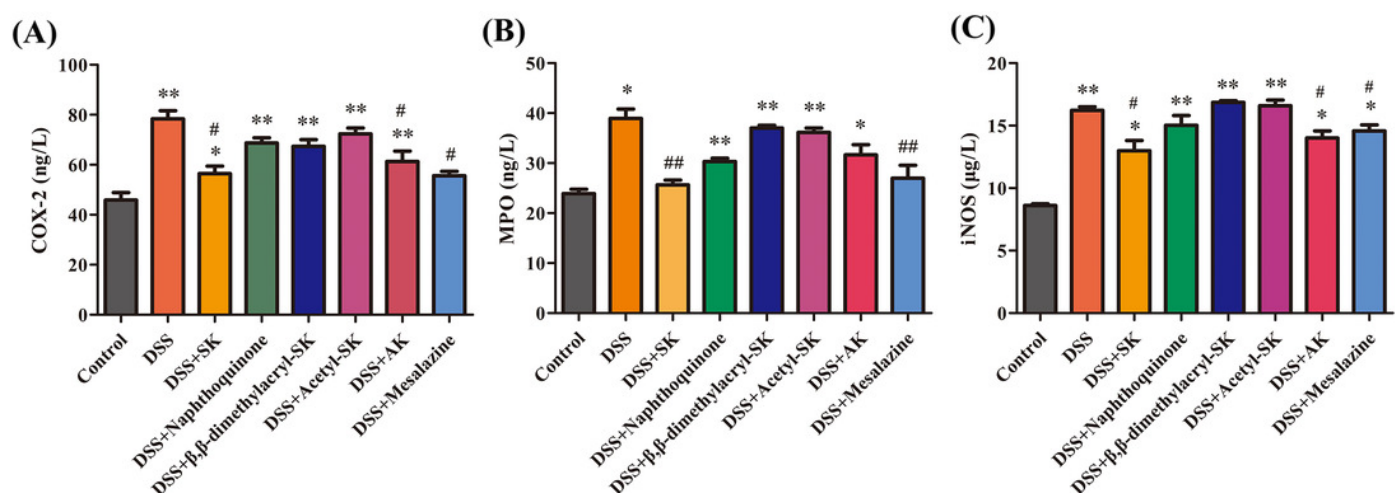 (A)
COX-2 (ng/L)
100
80
60
40
20
0
**
#
*
**
**
**
#
**
#
Control
DSS
DSS+SK
DSS+Naphthoquinone
DSS+β,β-dimethylacryl-SK
DSS+Acetyl-SK
DSS+AK
DSS+Mesalazine
(B)
MPO (ng/L)
50
40
30
20
10
0
*
##
**
**
**
*
##
Control
DSS
DSS+SK
DSS+Naphthoquinone
DSS+β,β-dimethylacryl-SK
DSS+Acetyl-SK
DSS+AK
DSS+Mesalazine
(C)
iNOS (μg/L)
20
15
10
5
0
**
#
*
**
**
**
#
*
#
*
Control
DSS
DSS+SK
DSS+Naphthoquinone
DSS+β,β-dimethylacryl-SK
DSS+Acetyl-SK
DSS+AK
DSS+Mesalazine